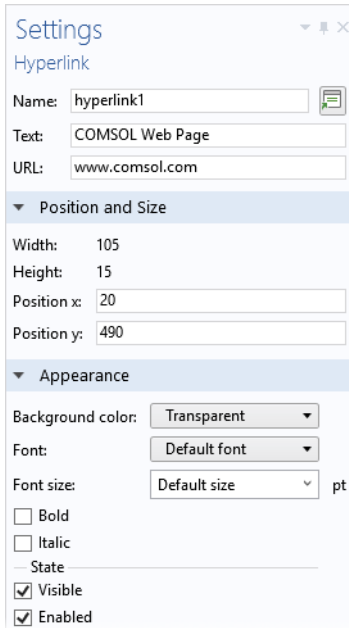 Settings
Hyperlink
Name: hyperlink1
Text: COMSOL Web Page
URL: www.comsol.com
Position and Size
Width: 105
Height: 15
Position x: 20
Position y: 490
Appearance
Background color: Transparent
Font: Default font
Font size: Default size pt
Bold
Italic
State
Visible
Enabled